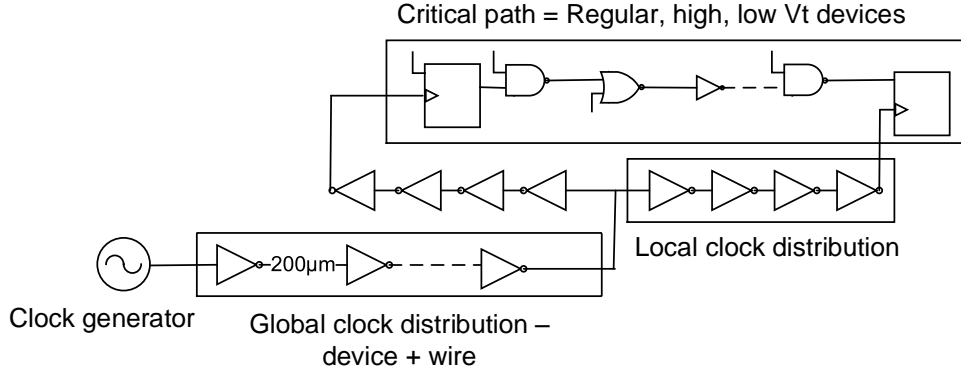 Critical path = Regular, high, low Vt devices
Local clock distribution
200µm
Clock generator
Global clock distribution –
device + wire